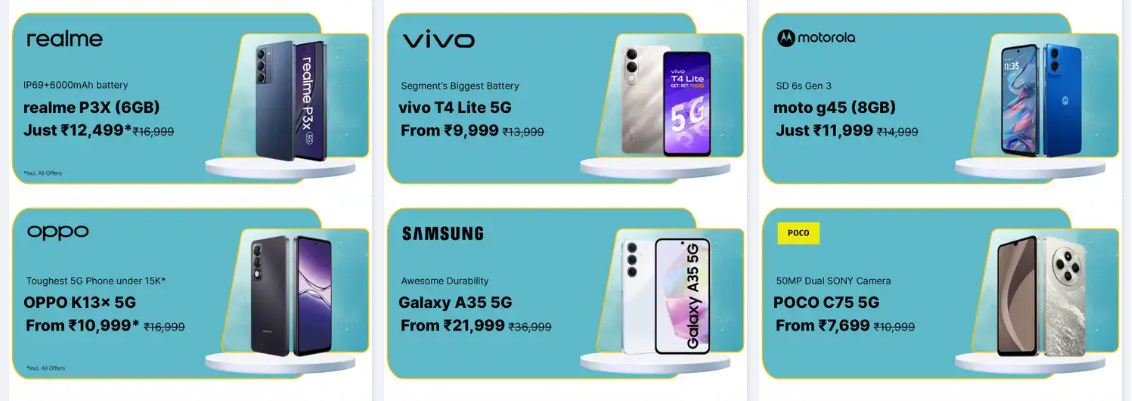 realme
IP69+6000mAh battery
realme P3X (6GB)
Just ₹12,499* ₹16,999
*Incl. All Offers
realme P3x 5G
vivo
Segment's Biggest Battery
vivo T4 Lite 5G
From ₹9,999 ₹13,999
vivo
T4 Lite
GET. SET. TURBO
5G
motorola
SD 6s Gen 3
moto g45 (8GB)
Just ₹11,999 ₹14,999
11:35
oppo
Toughest 5G Phone under 15K*
OPPO K13x 5G
From ₹10,999* ₹16,999
*Incl. All Offers
SAMSUNG
Awesome Durability
Galaxy A35 5G
From ₹21,999 ₹36,999
Galaxy A35 5G
POCO
50MP Dual SONY Camera
POCO C75 5G
From ₹7,699 ₹10,999